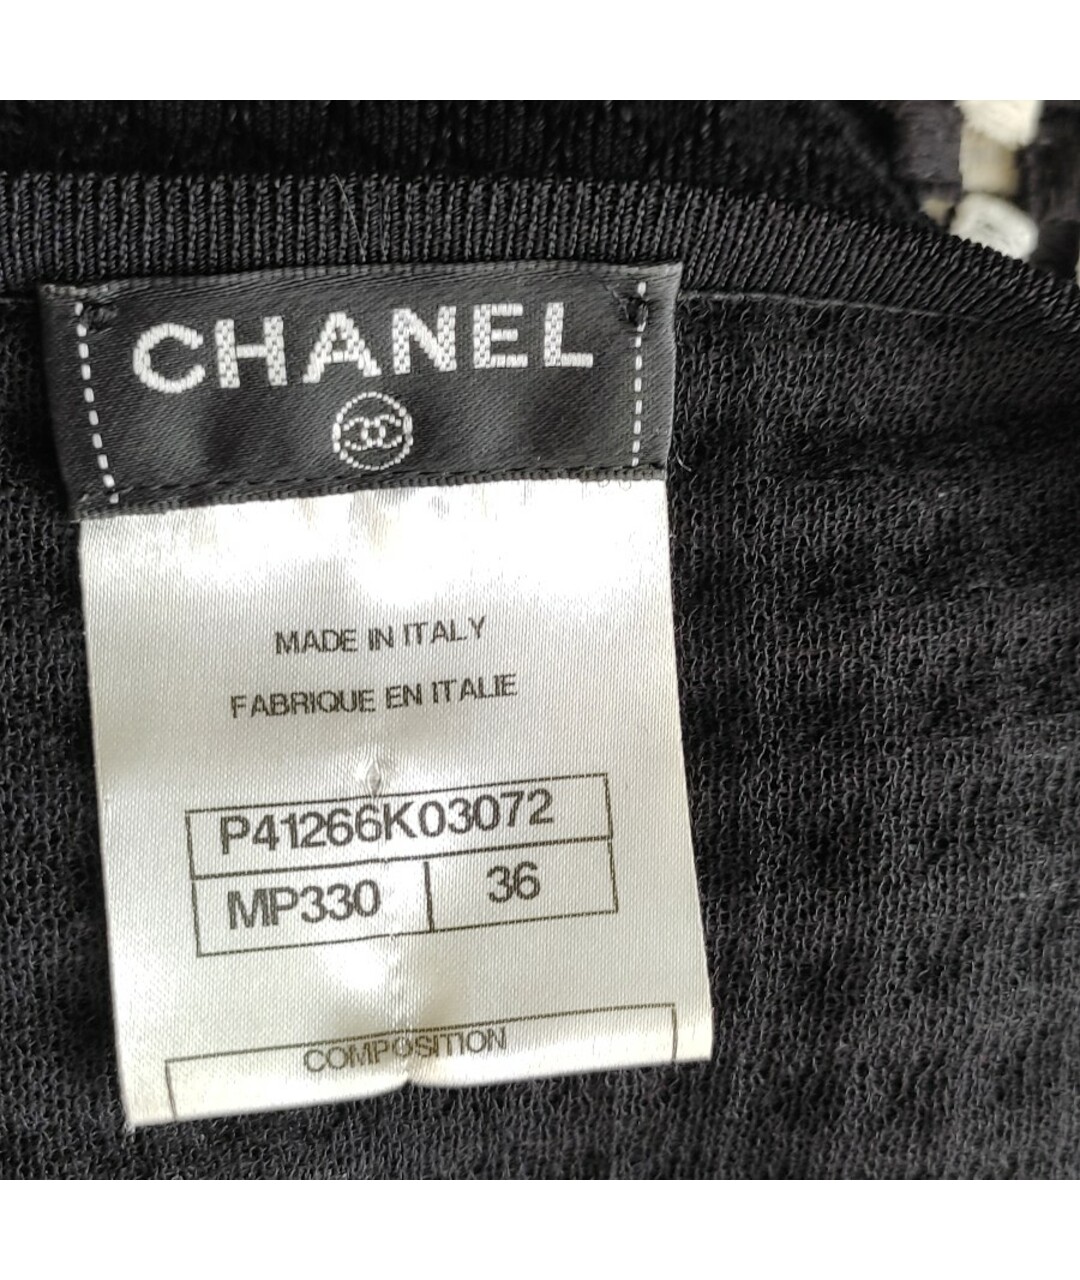 CHANEL
MADE IN ITALY
FABRIQUE EN ITALIE
P41266K03072
MP330 36
COMPOSITION